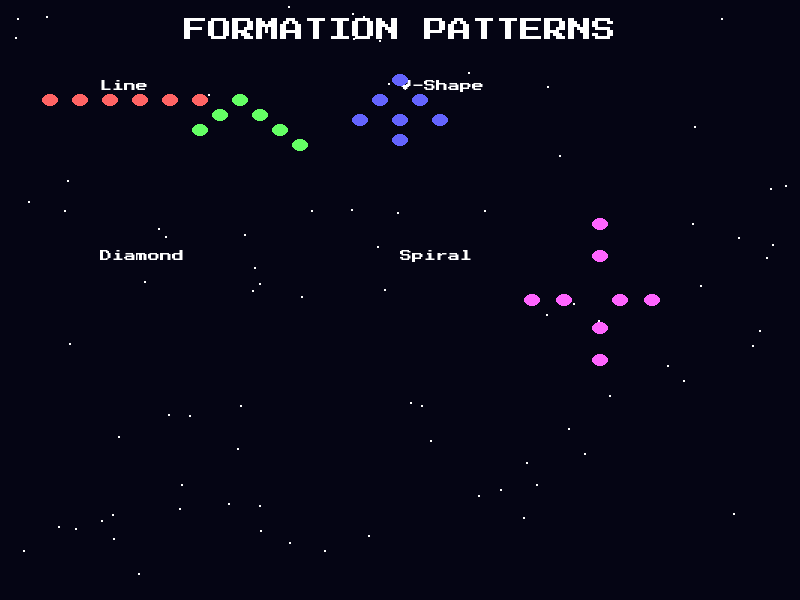 FORMATION PATTERNS
Line
V-Shape
Diamond
Spiral